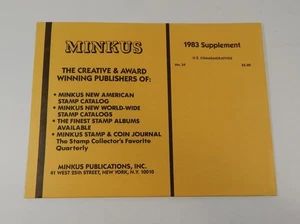 MINKUS
THE CREATIVE & AWARD
WINNING PUBLISHERS OF:
• MINKUS NEW AMERICAN
STAMP CATALOG
• MINKUS NEW WORLD-WIDE
STAMP CATALOGS
• THE FINEST STAMP ALBUMS
AVAILABLE
• MINKUS STAMP & COIN JOURNAL
The Stamp Collector's Favorite
Quarterly
MINKUS PUBLICATIONS, INC.
41 WEST 25th STREET, NEW YORK, N.Y. 10010
1983 Supplement
U.S. COMMEMORATIVE